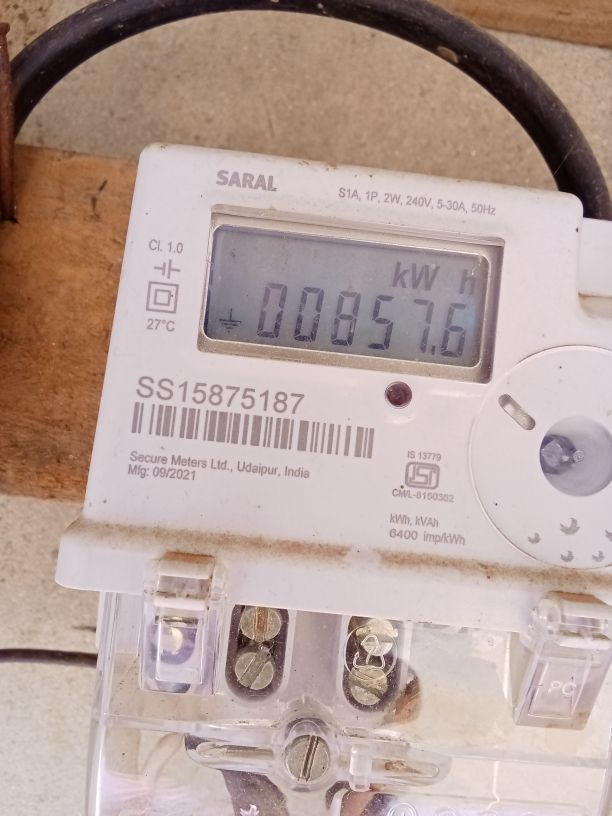 SARAL
S1A, 1P, 2W, 240V, 5-30A, 50Hz
Cl. 1.0
27°C
kW h
00857.6
SS15875187
Secure Meters Ltd., Udaipur, India
Mfg: 09/2021
IS 13779
CM/L-8150302
kWh, kVAh
6400 imp/kWh
PC